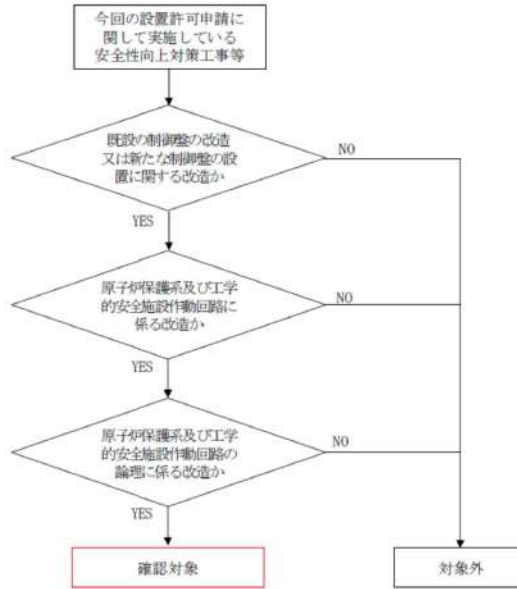 今回の設置許可申請に
関して実施している
安全性向上対策工事等
既設の制御盤の改造
又は新たな制御盤の設
置に関する改造か
NO
YES
原子炉保護系及び工学
的安全施設作動回路に
係る改造か
NO
YES
原子炉保護系及び工学
的安全施設作動回路の
論理に係る改造か
NO
YES
確認対象
対象外